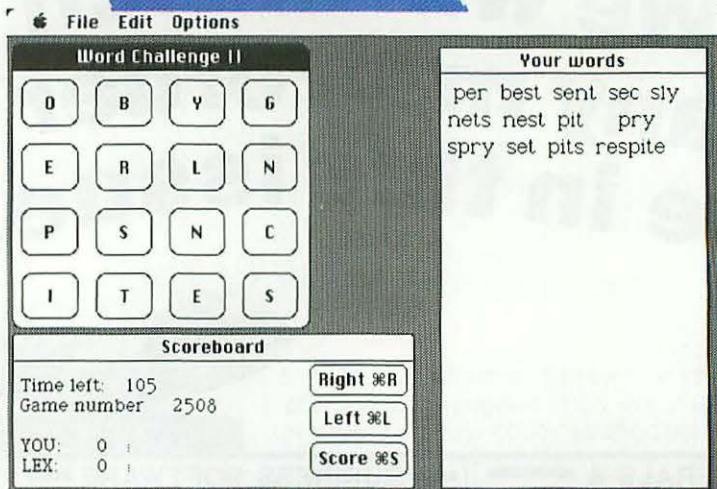 File Edit Options
Word Challenge II
O B Y G
E R L N
P S N C
I T E S
Your words
per best sent sec sly
nets nest pit pry
spry set pits respite
Scoreboard
Time left: 105
Game number 2508
YOU: 0
LEX: 0
Right ⌘R
Left ⌘L
Score ⌘S